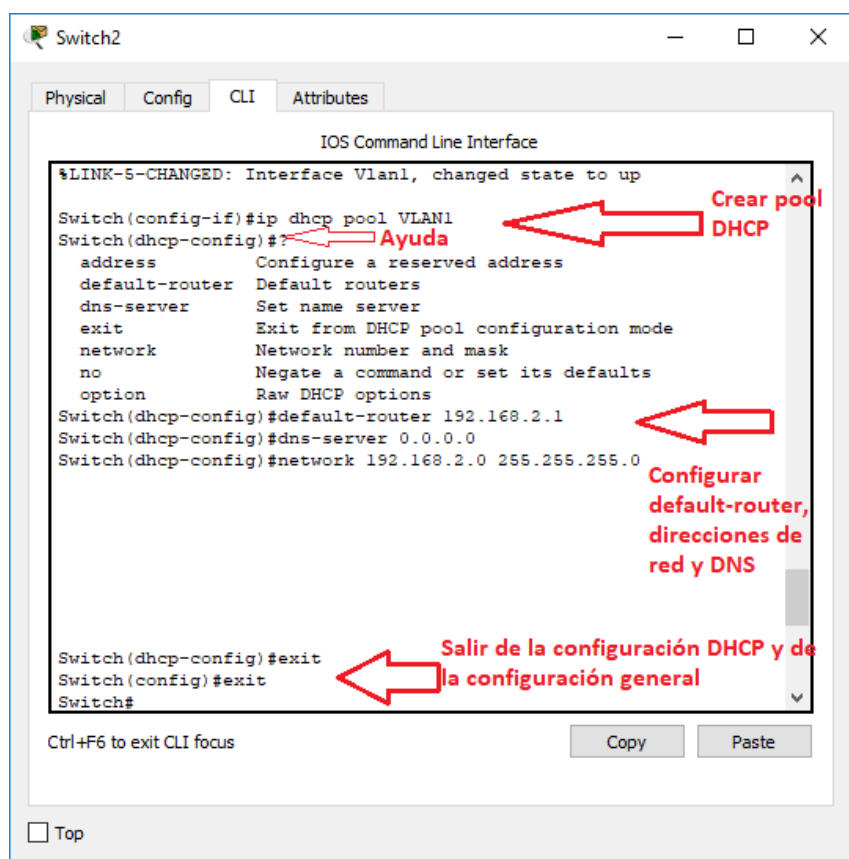 Switch2
Physical Config CLI Attributes
IOS Command Line Interface
%LINK-5-CHANGED: Interface Vlan1, changed state to up
Crear pool
DHCP
Switch(config-if)#ip dhcp pool VLAN1
Switch(dhcp-config)#?
Ayuda
address Configure a reserved address
default-router Default routers
dns-server Set name server
exit Exit from DHCP pool configuration mode
network Network number and mask
no Negate a command or set its defaults
option Raw DHCP options
Switch(dhcp-config)#default-router 192.168.2.1
Switch(dhcp-config)#dns-server 0.0.0.0
Switch(dhcp-config)#network 192.168.2.0 255.255.255.0
Configurar
default-router,
direcciones de
red y DNS
Switch(dhcp-config)#exit
Switch(config)#exit
Switch#
Salir de la configuración DHCP y de
la configuración general
Ctrl+F6 to exit CLI focus
Copy Paste
Top